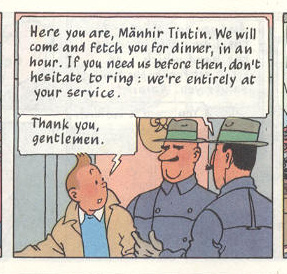 Here you are, Mänhir Tintin. We will
come and fetch you for dinner, in an
hour. If you need us before then, don't
hesitate to ring : we're entirely at
your service.
Thank you,
gentlemen.